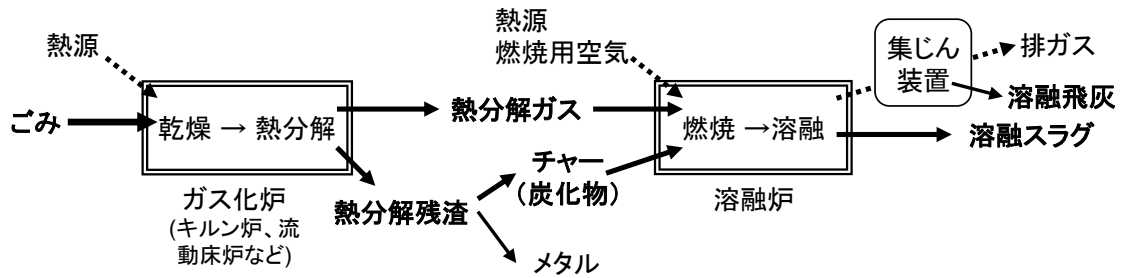 熱源
ごみ
乾燥 → 熱分解
ガス化炉
(キルン炉、流
動床炉など)
熱分解ガス
熱分解残渣
チャー
(炭化物)
メタル
熱源
燃焼用空気
燃焼 →溶融
溶融炉
集じん
装置
排ガス
溶融飛灰
溶融スラグ